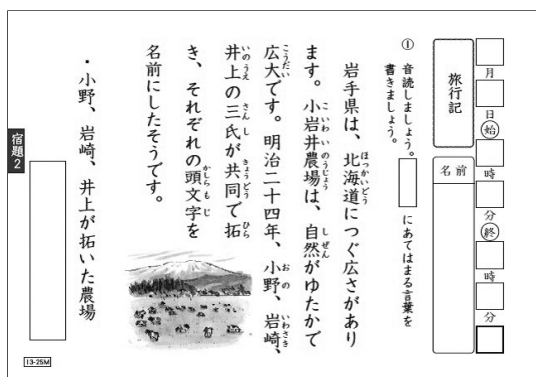 月
日
始
時
分
終
時
分
旅行記
名前
① 音読しましょう。 にあてはまる言葉を
書きましょう。
岩手県は、北海道につぐ広さがあり
ます。小岩井農場は、自然がゆたかで
広大です。明治二十四年、小野、岩崎、
井上の三氏が共同で拓
き、それぞれの頭文字を
名前にしたそうです。
・小野、岩崎、井上が拓いた農場
宿題2
13-25M